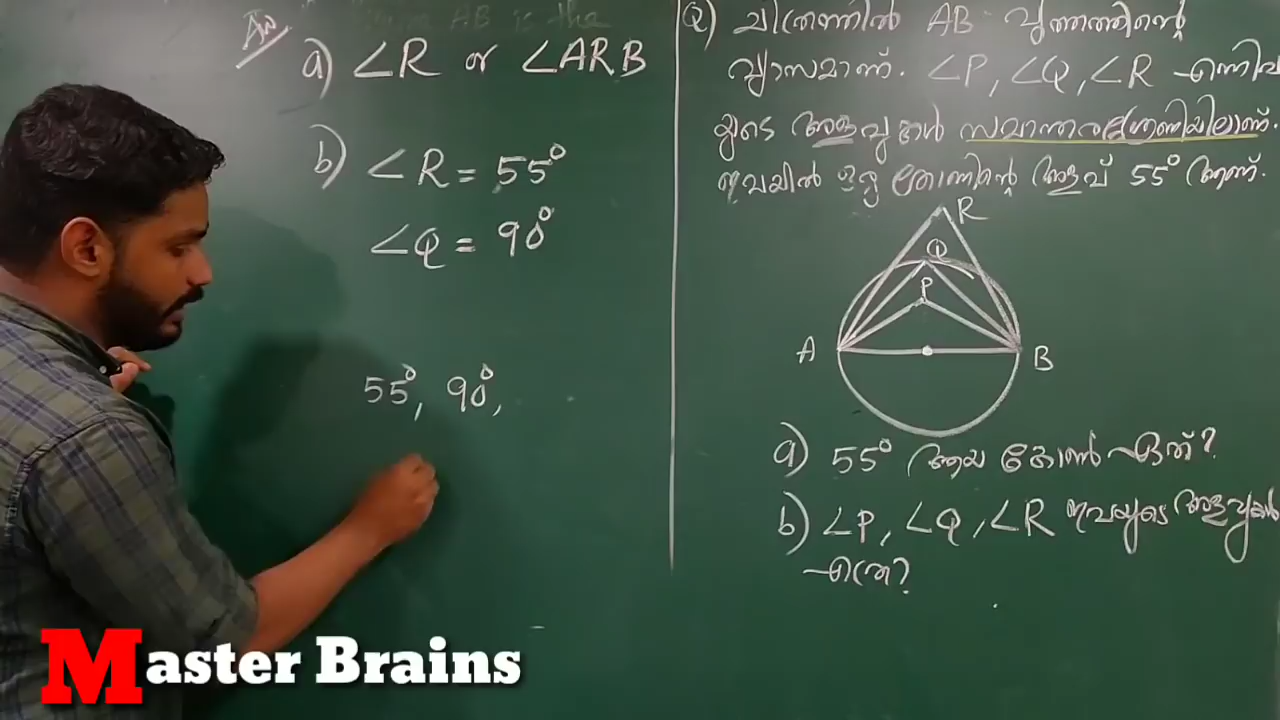 Ans
a) ∠R or ∠ARB
b) ∠R = 55°
∠Q = 90°
55°, 90°,
Q) ചിത്രത്തിൽ AB വൃത്തത്തിന്റെ
വ്യാസമാണ്. ∠P, ∠Q, ∠R എന്നിവ
യുടെ അളവുകൾ സമാന്തരശ്രേണിയിലാണ്.
ഇവയിൽ ഒരു കോണിന്റെ അളവ് 55° ആണ്.
R
Q
P
A
B
a) 55° ആയ കോൺ ഏത്?
b) ∠P, ∠Q, ∠R ഇവയുടെ അളവുകൾ
എത്ര?
Master Brains